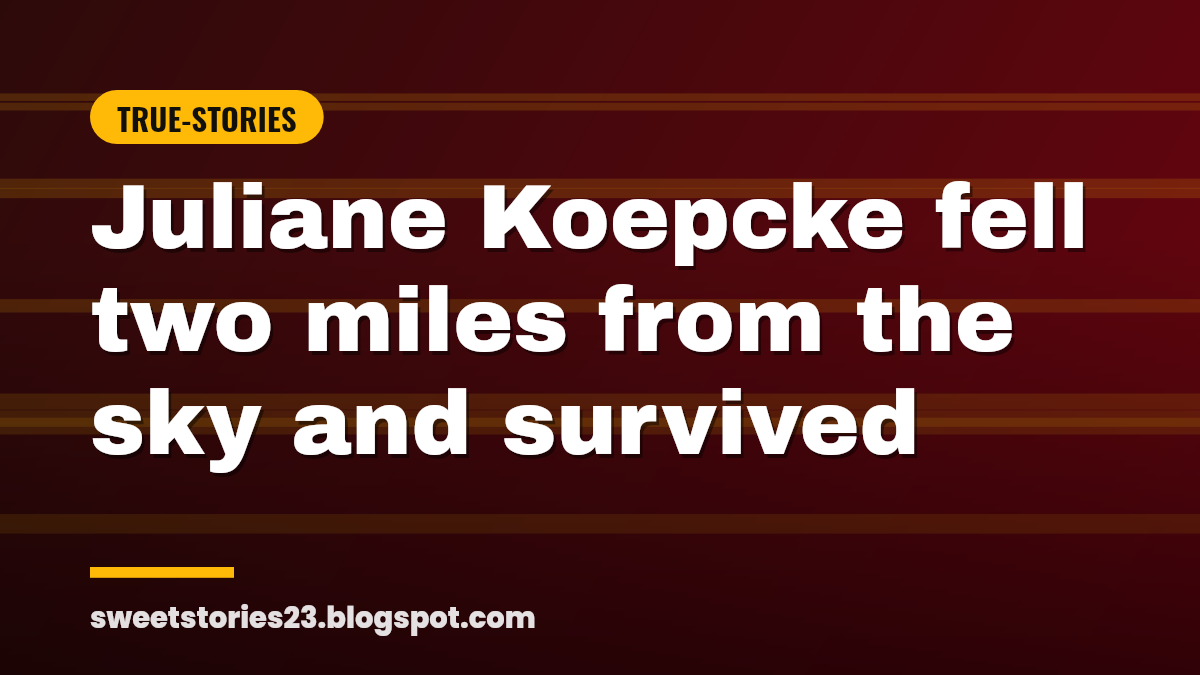 TRUE-STORIES
Juliane Koepcke fell
two miles from the
sky and survived
sweetstories23.blogspot.com